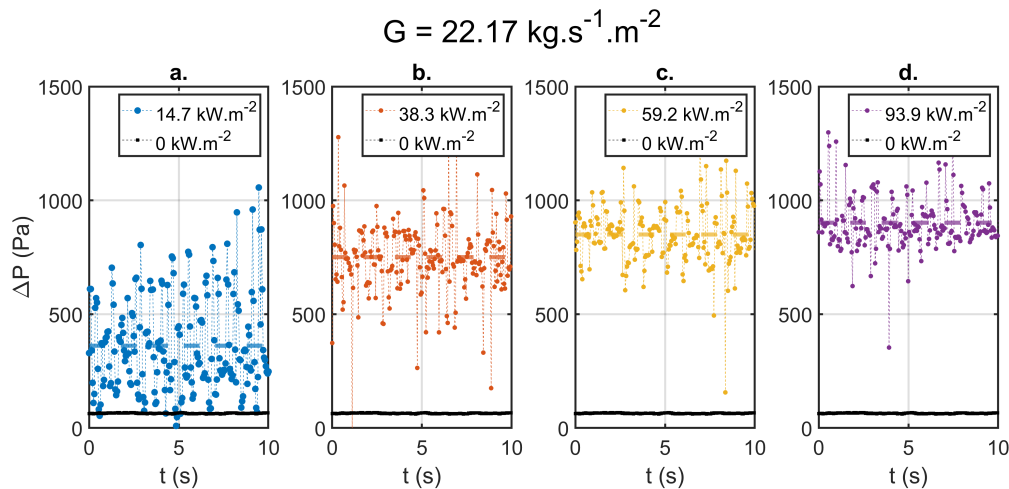 G = 22.17 kg.s⁻¹.m⁻²
a. b. c. d.
1500 1500 1500 1500
14.7 kW.m⁻² 38.3 kW.m⁻² 59.2 kW.m⁻² 93.9 kW.m⁻²
0 kW.m⁻² 0 kW.m⁻² 0 kW.m⁻² 0 kW.m⁻²
1000 1000 1000 1000
ΔP (Pa)
500 500 500 500
0 0 0 0
0 5 10 0 5 10 0 5 10 0 5 10
t (s) t (s) t (s) t (s)